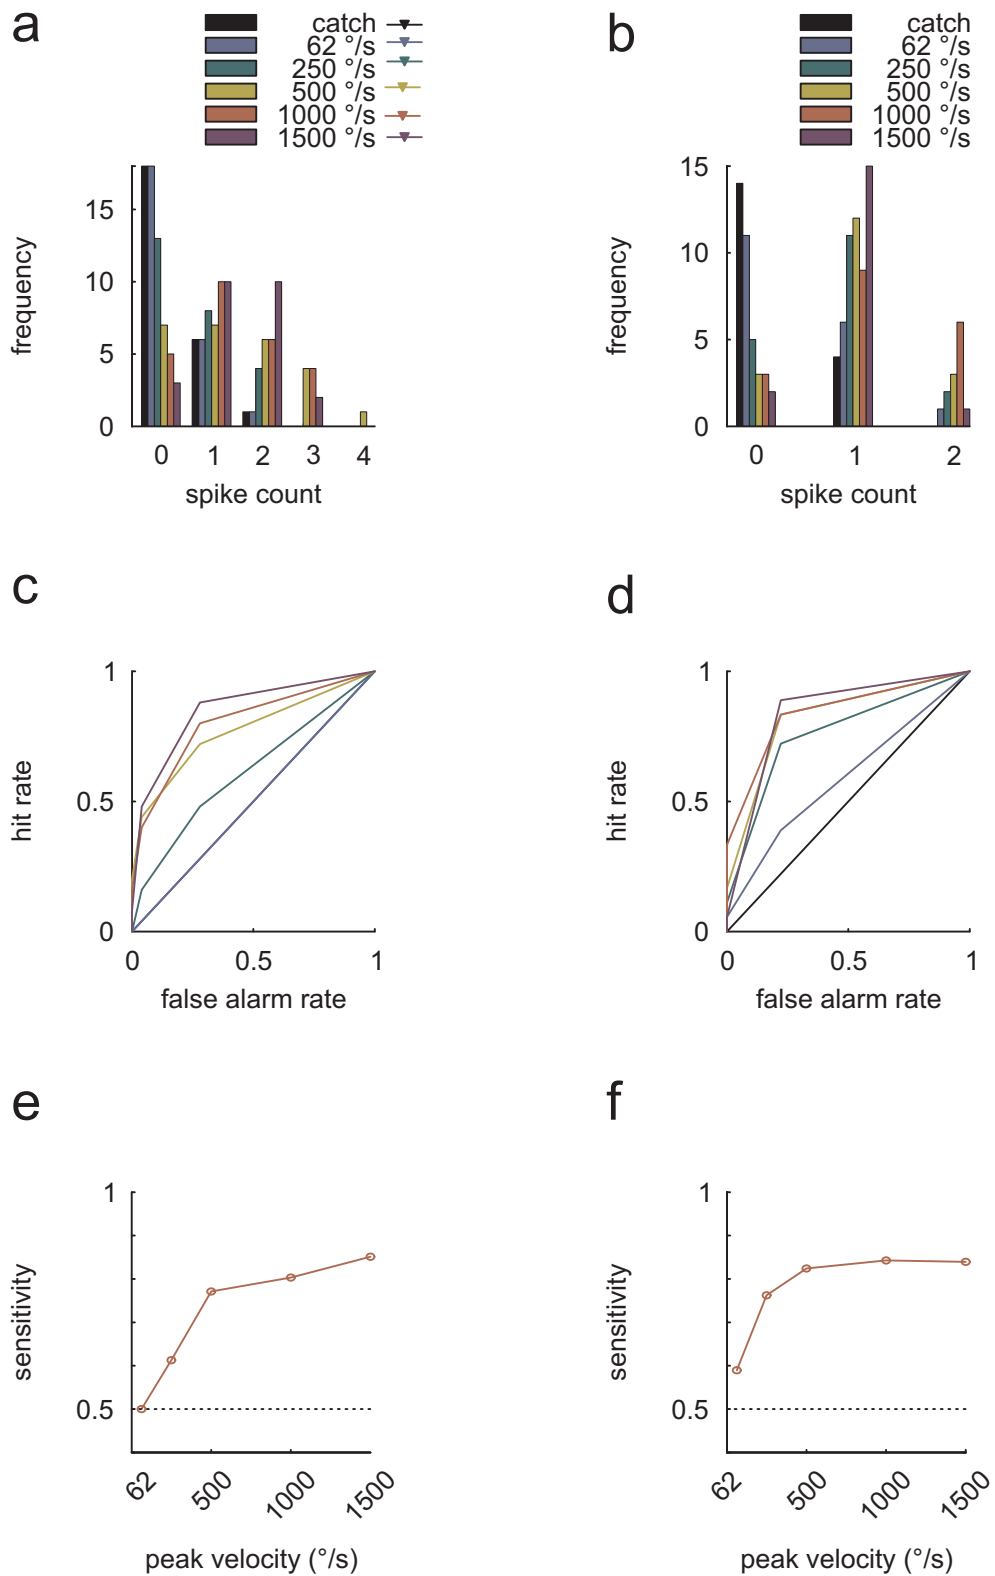 a
catch
62 °/s
250 °/s
500 °/s
1000 °/s
1500 °/s
15
10
5
0
frequency
0 1 2 3 4
spike count
b
catch
62 °/s
250 °/s
500 °/s
1000 °/s
1500 °/s
15
10
5
0
frequency
0 1 2
spike count
c
1
0.5
0
hit rate
0 0.5 1
false alarm rate
d
1
0.5
0
hit rate
0 0.5 1
false alarm rate
e
1
0.5
sensitivity
62 500 1000 1500
peak velocity (°/s)
f
1
0.5
sensitivity
62 500 1000 1500
peak velocity (°/s)